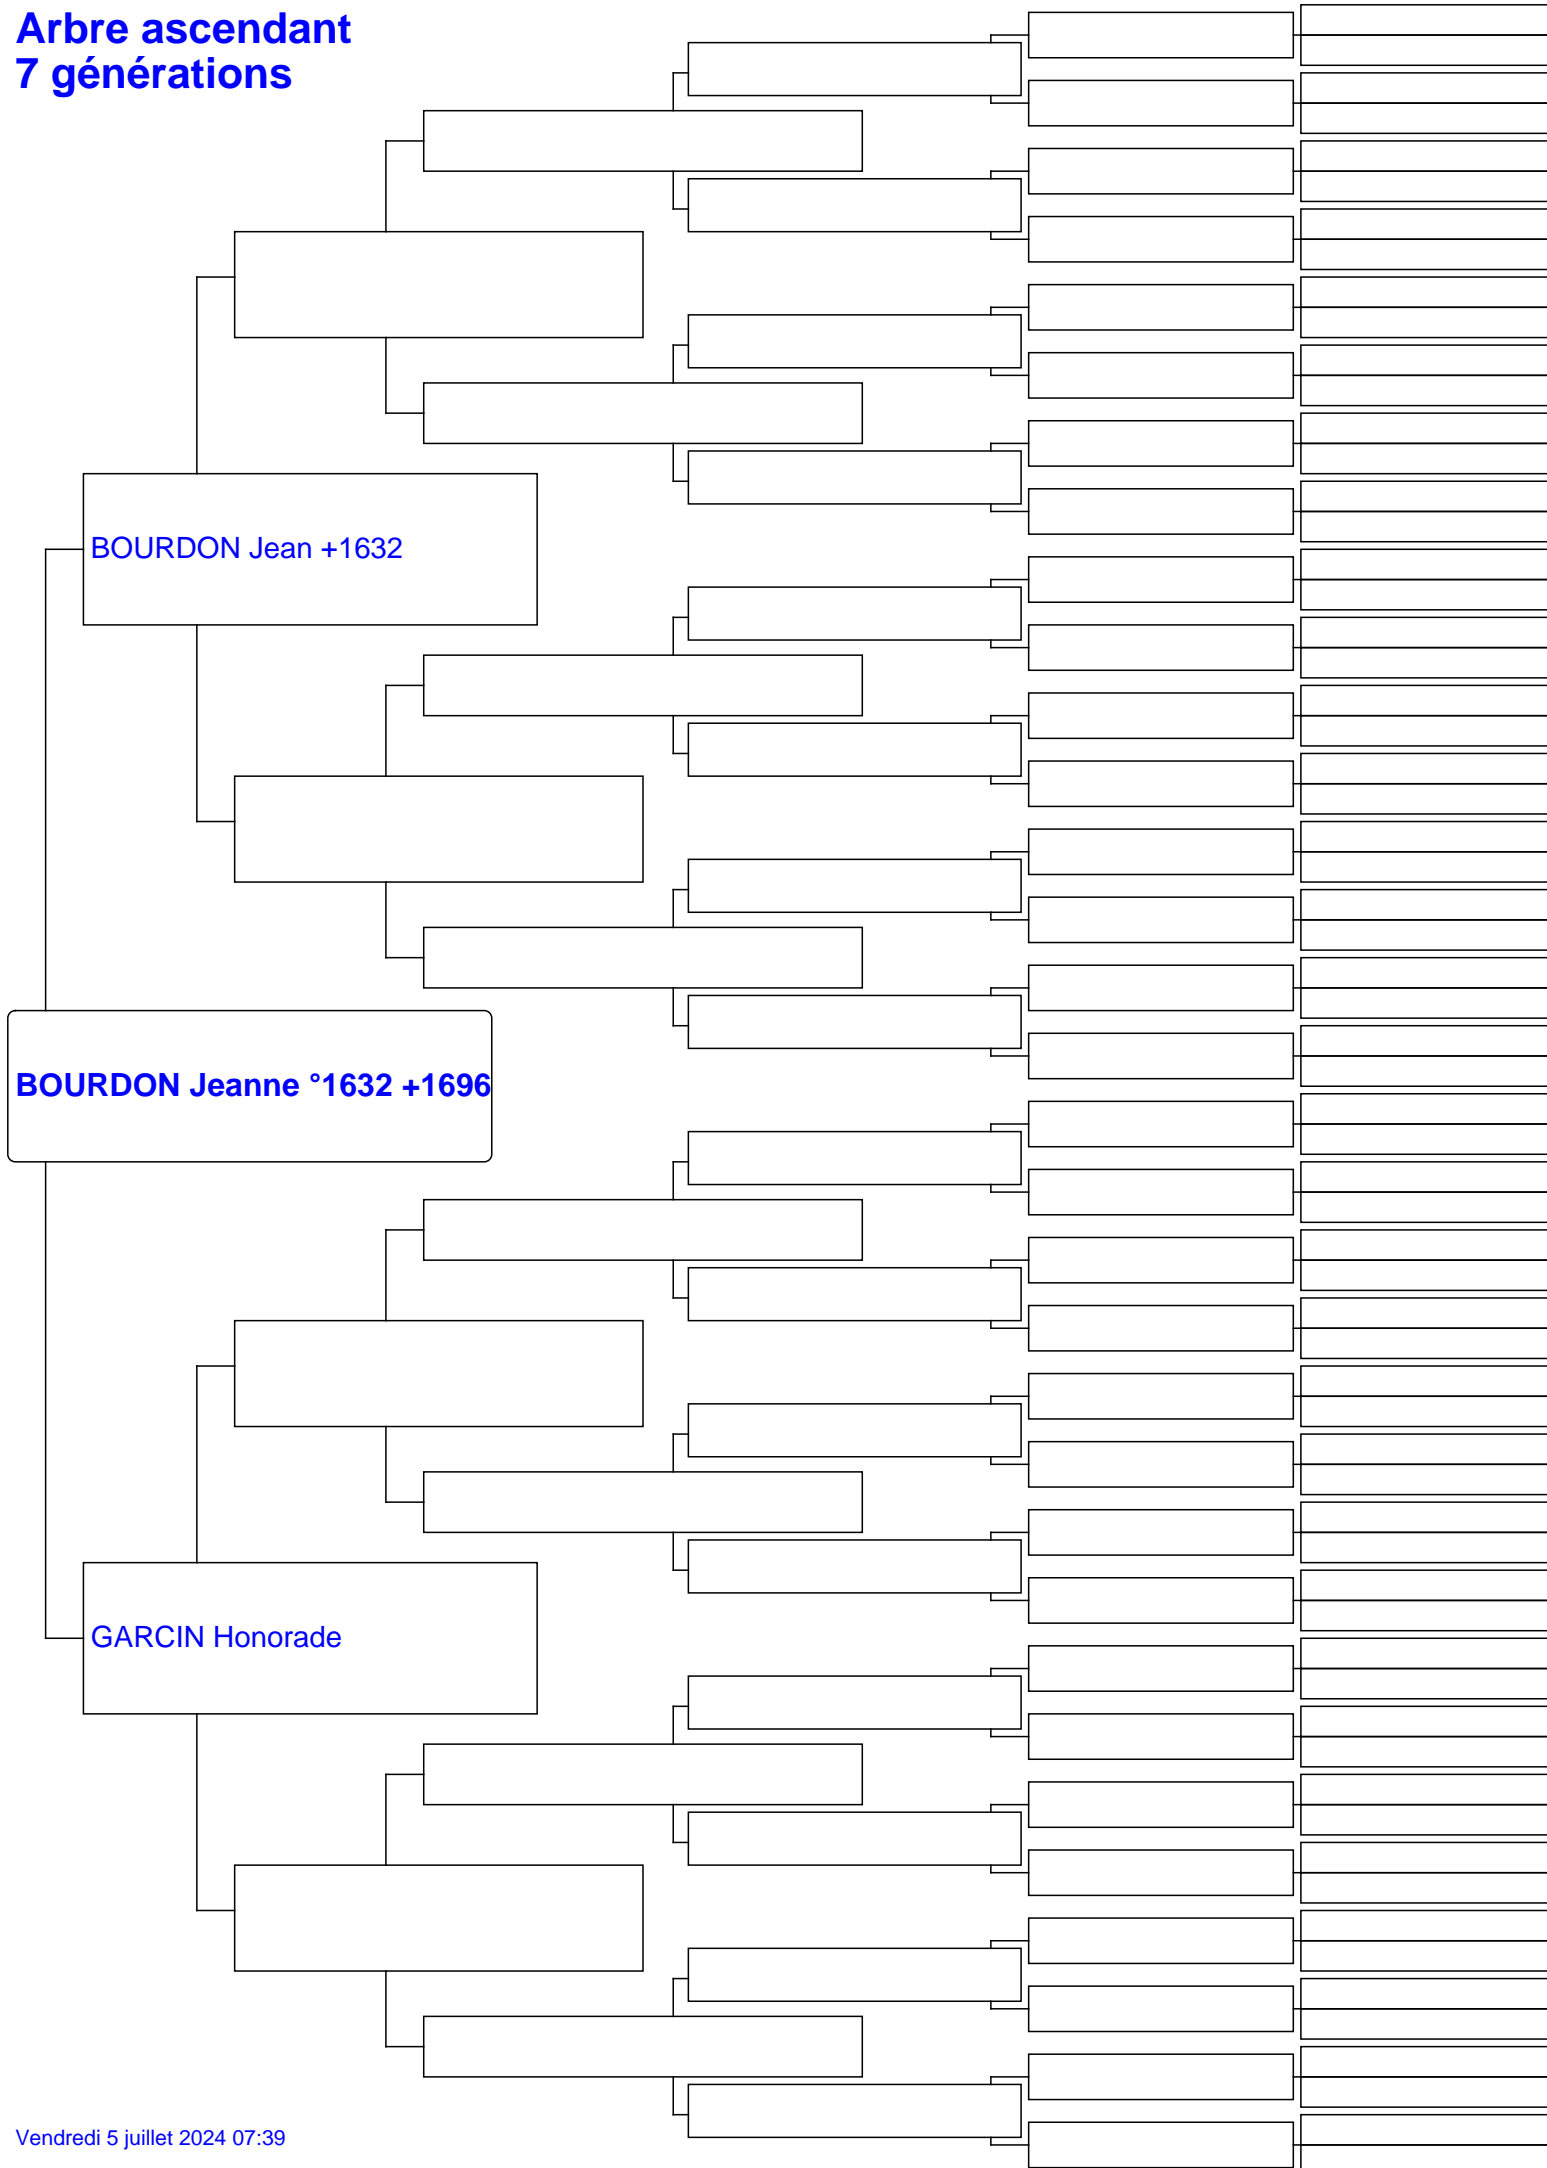 Arbre ascendant
7 générations
BOURDON Jean +1632
BOURDON Jeanne °1632 +1696
GARCIN Honorade
Vendredi 5 juillet 2024 07:39